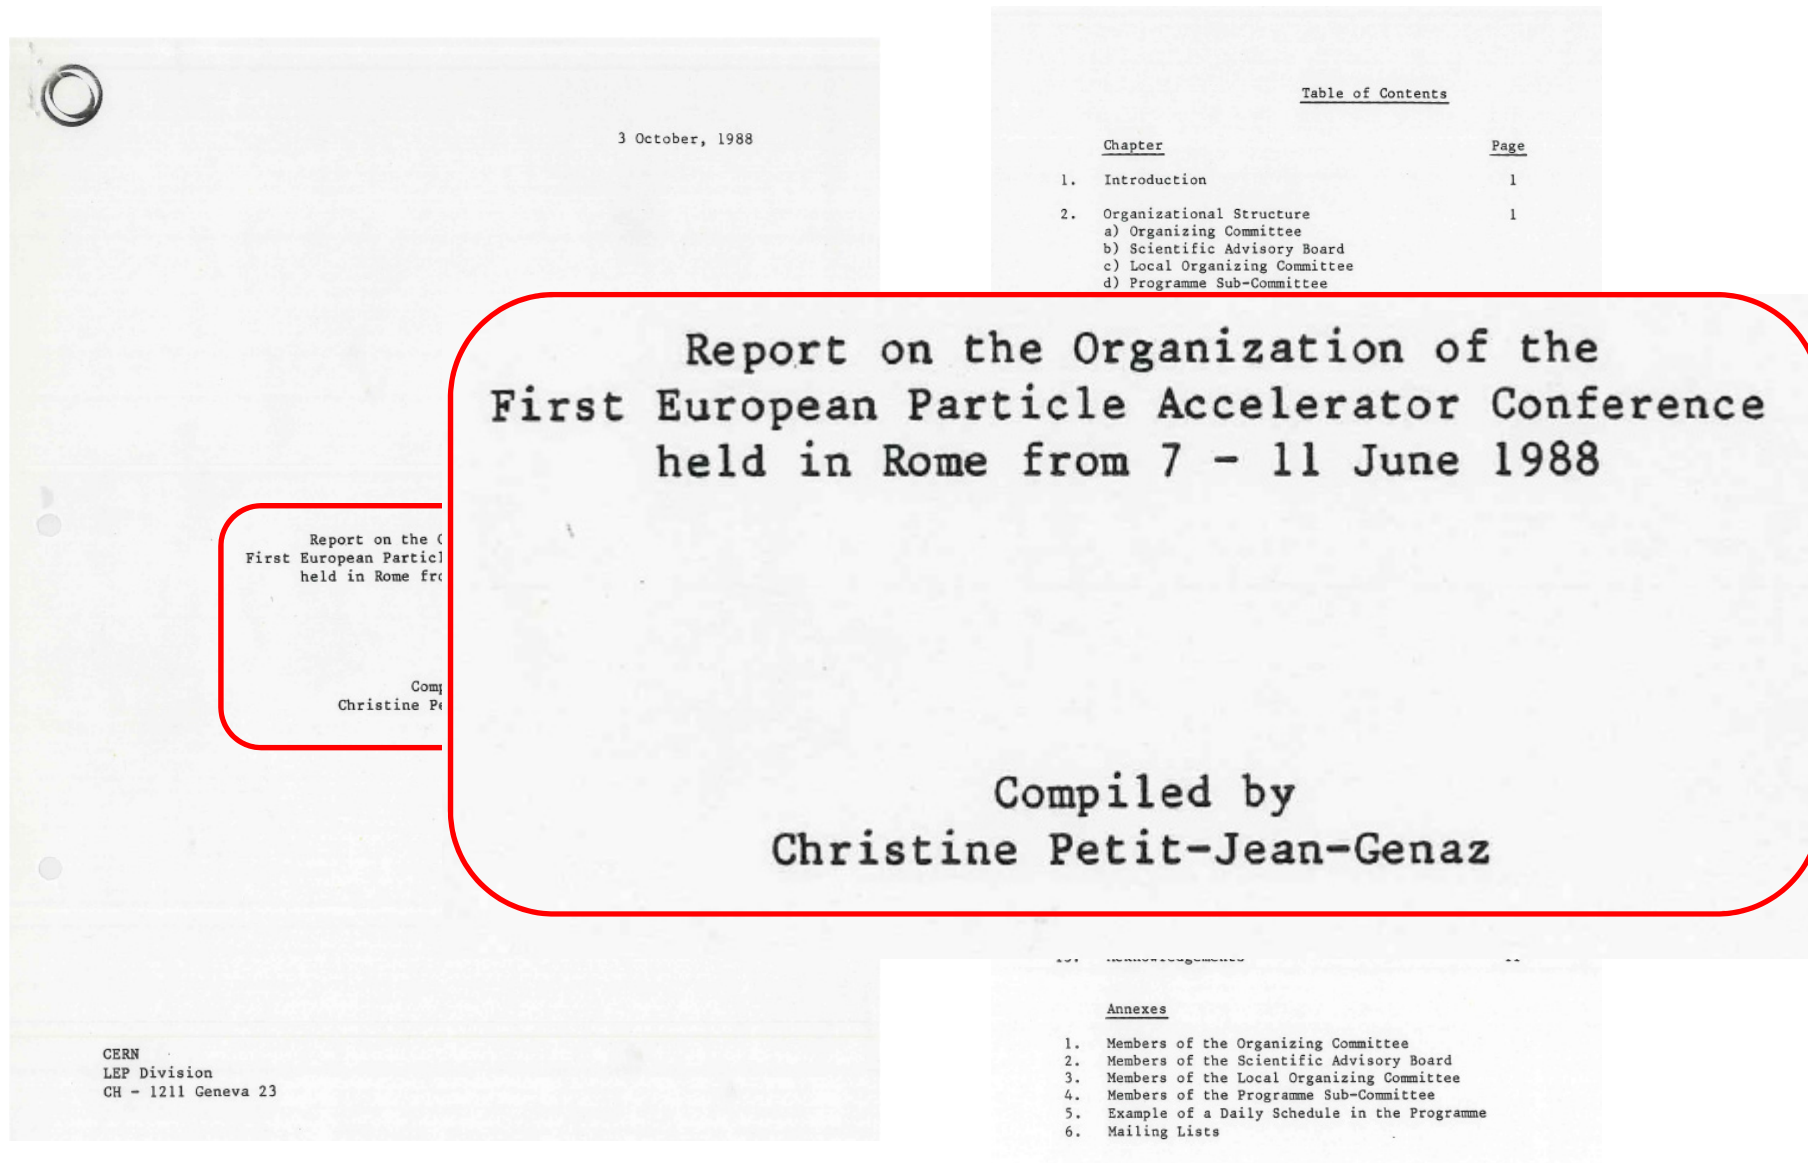 3 October, 1988
Report on the
First European
held in Rome
Christine
CERN
LEP Division
CH - 1211 Geneva 23
Table of Contents
Chapter Page
1. Introduction 1
2. Organizational Structure 1
a) Organizing Committee
b) Scientific Advisory Board
c) Local Organizing Committee
d) Programme Sub-Committee
Report on the Organization of the
First European Particle Accelerator Conference
held in Rome from 7 - 11 June 1988
Compiled by
Christine Petit-Jean-Genaz
Annexes
1. Members of the Organizing Committee
2. Members of the Scientific Advisory Board
3. Members of the Local Organizing Committee
4. Members of the Programme Sub-Committee
5. Example of a Daily Schedule in the Programme
6. Mailing Lists